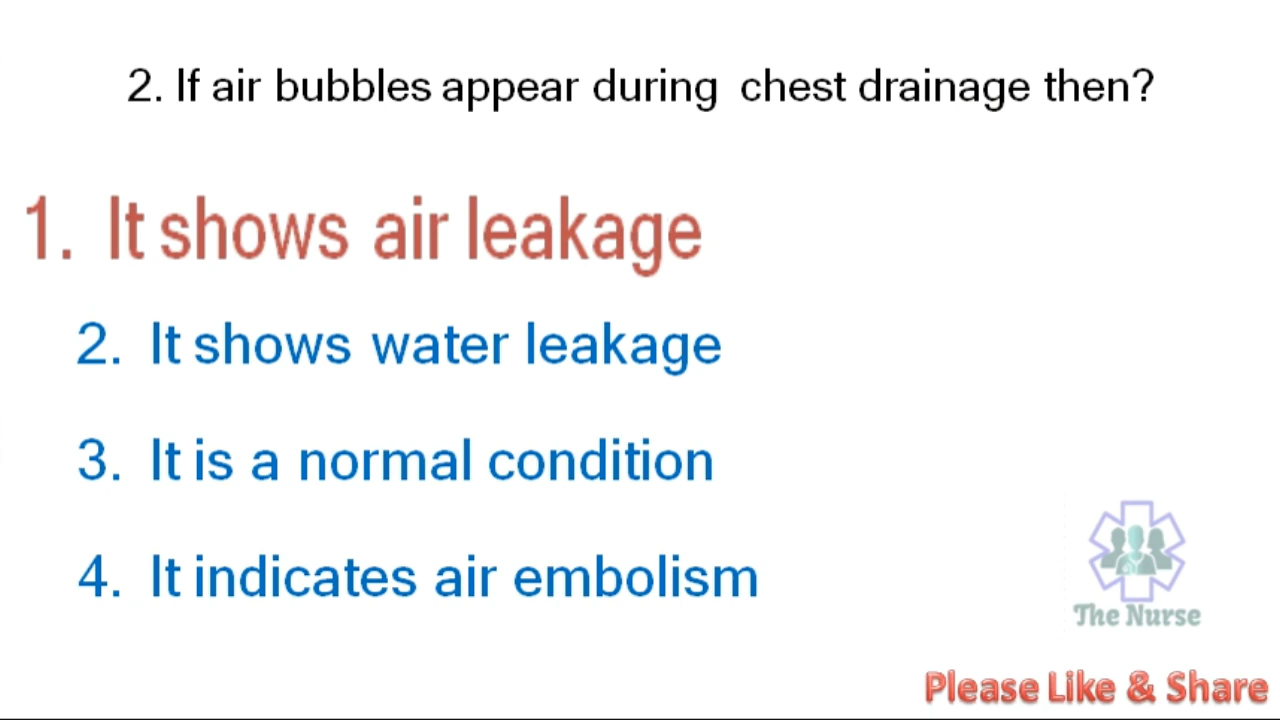 2. If air bubbles appear during chest drainage then?
1. It shows air leakage
2. It shows water leakage
3. It is a normal condition
4. It indicates air embolism
The Nurse
Please Like & Share